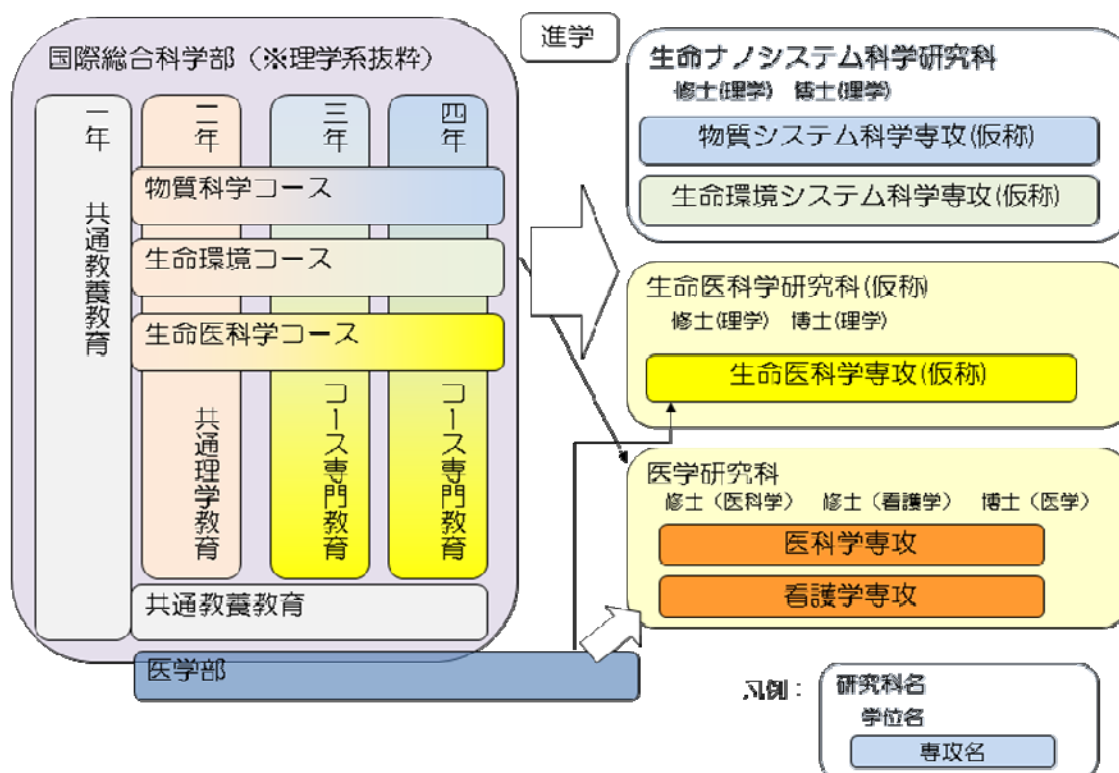 進学
国際総合科学部（※理学系抜粋）
一年
二年
三年
四年
共通教養教育
物質科学コース
生命環境コース
生命医科学コース
共通理学教育
コース専門教育
コース専門教育
共通教養教育
医学部
生命ナノシステム科学研究科
修士(理学) 博士(理学)
物質システム科学専攻(仮称)
生命環境システム科学専攻(仮称)
生命医科学研究科(仮称)
修士(理学) 博士(理学)
生命医科学専攻(仮称)
医学研究科
修士（医科学） 修士（看護学） 博士（医学）
医科学専攻
看護学専攻
凡例：
研究科名
学位名
専攻名